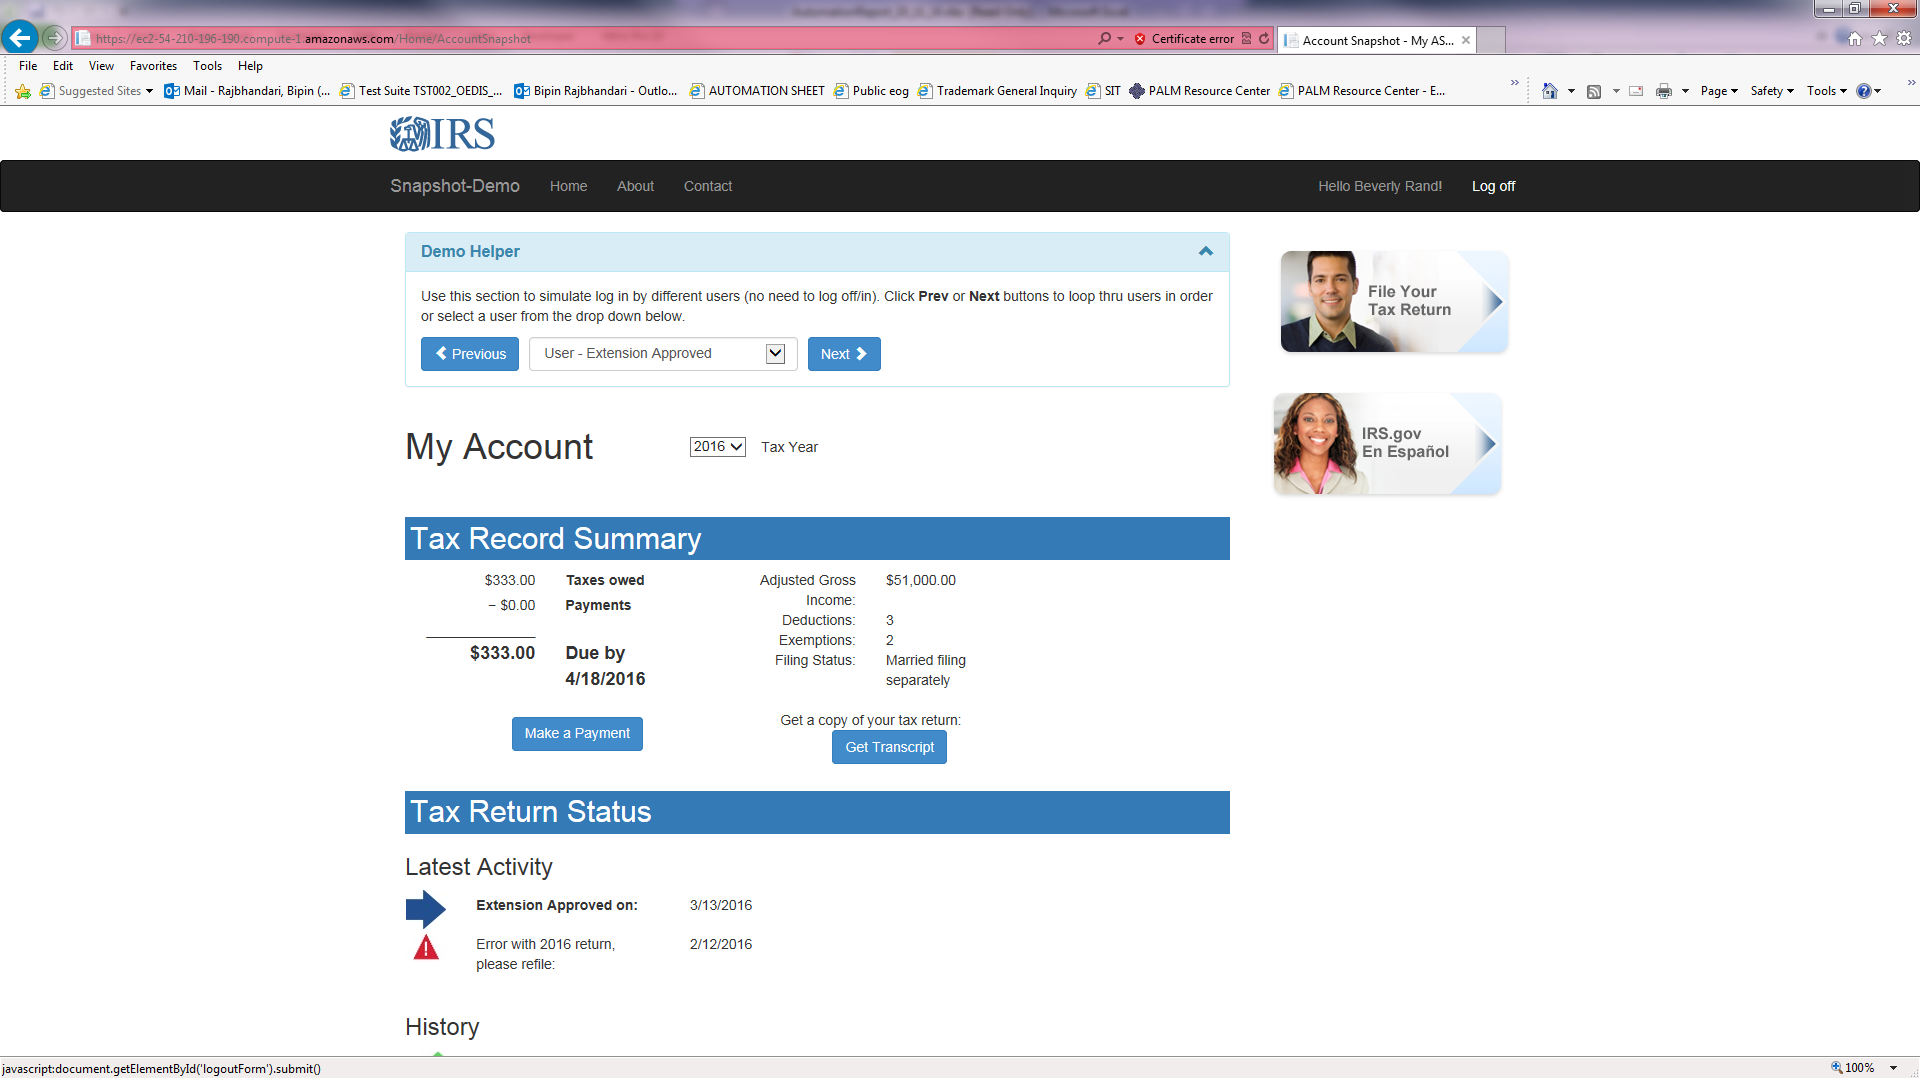 https://ec2-54-210-196-190.compute-1.amazonaws.com/Home/AccountSnapshot
Certificate error
Account Snapshot - My AS...
File Edit View Favorites Tools Help
Suggested Sites
Mail - Rajbhandari, Bipin (...
Test Suite TST002_OEDIS_...
Bipin Rajbhandari - Outlo...
AUTOMATION SHEET
Public eog
Trademark General Inquiry
SIT
PALM Resource Center
PALM Resource Center - E...
Page Safety Tools
IRS
Snapshot-Demo Home About Contact Hello Beverly Rand! Log off
Demo Helper
Use this section to simulate log in by different users (no need to log off/in). Click Prev or Next buttons to loop thru users in order
or select a user from the drop down below.
Previous User - Extension Approved Next
File Your
Tax Return
IRS.gov
En Español
My Account 2016 Tax Year
Tax Record Summary
$333.00 Taxes owed
− $0.00 Payments
$333.00 Due by
4/18/2016
Make a Payment
Adjusted Gross $51,000.00
Income:
Deductions: 3
Exemptions: 2
Filing Status: Married filing
separately
Get a copy of your tax return:
Get Transcript
Tax Return Status
Latest Activity
Extension Approved on: 3/13/2016
Error with 2016 return, 2/12/2016
please refile:
History
javascript:document.getElementById('logoutForm').submit()
100%